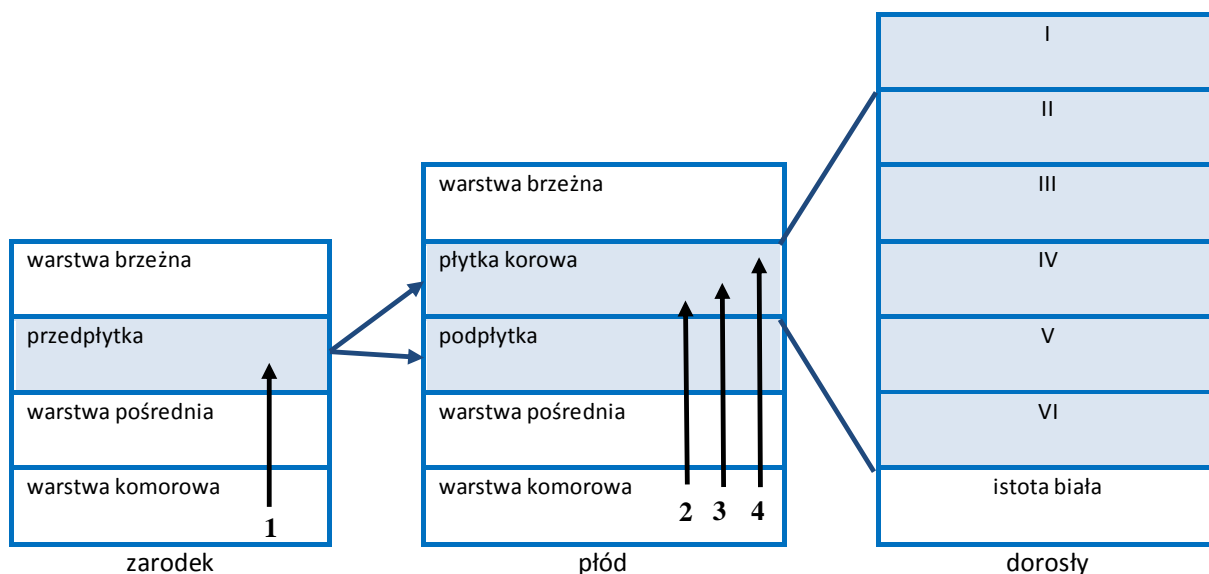 warstwa brzeżna
przedpłytka
warstwa pośrednia
warstwa komorowa
1
zarodek
warstwa brzeżna
płytka korowa
podpłytka
warstwa pośrednia
warstwa komorowa
2 3 4
płód
I
II
III
IV
V
VI
istota biała
dorosły